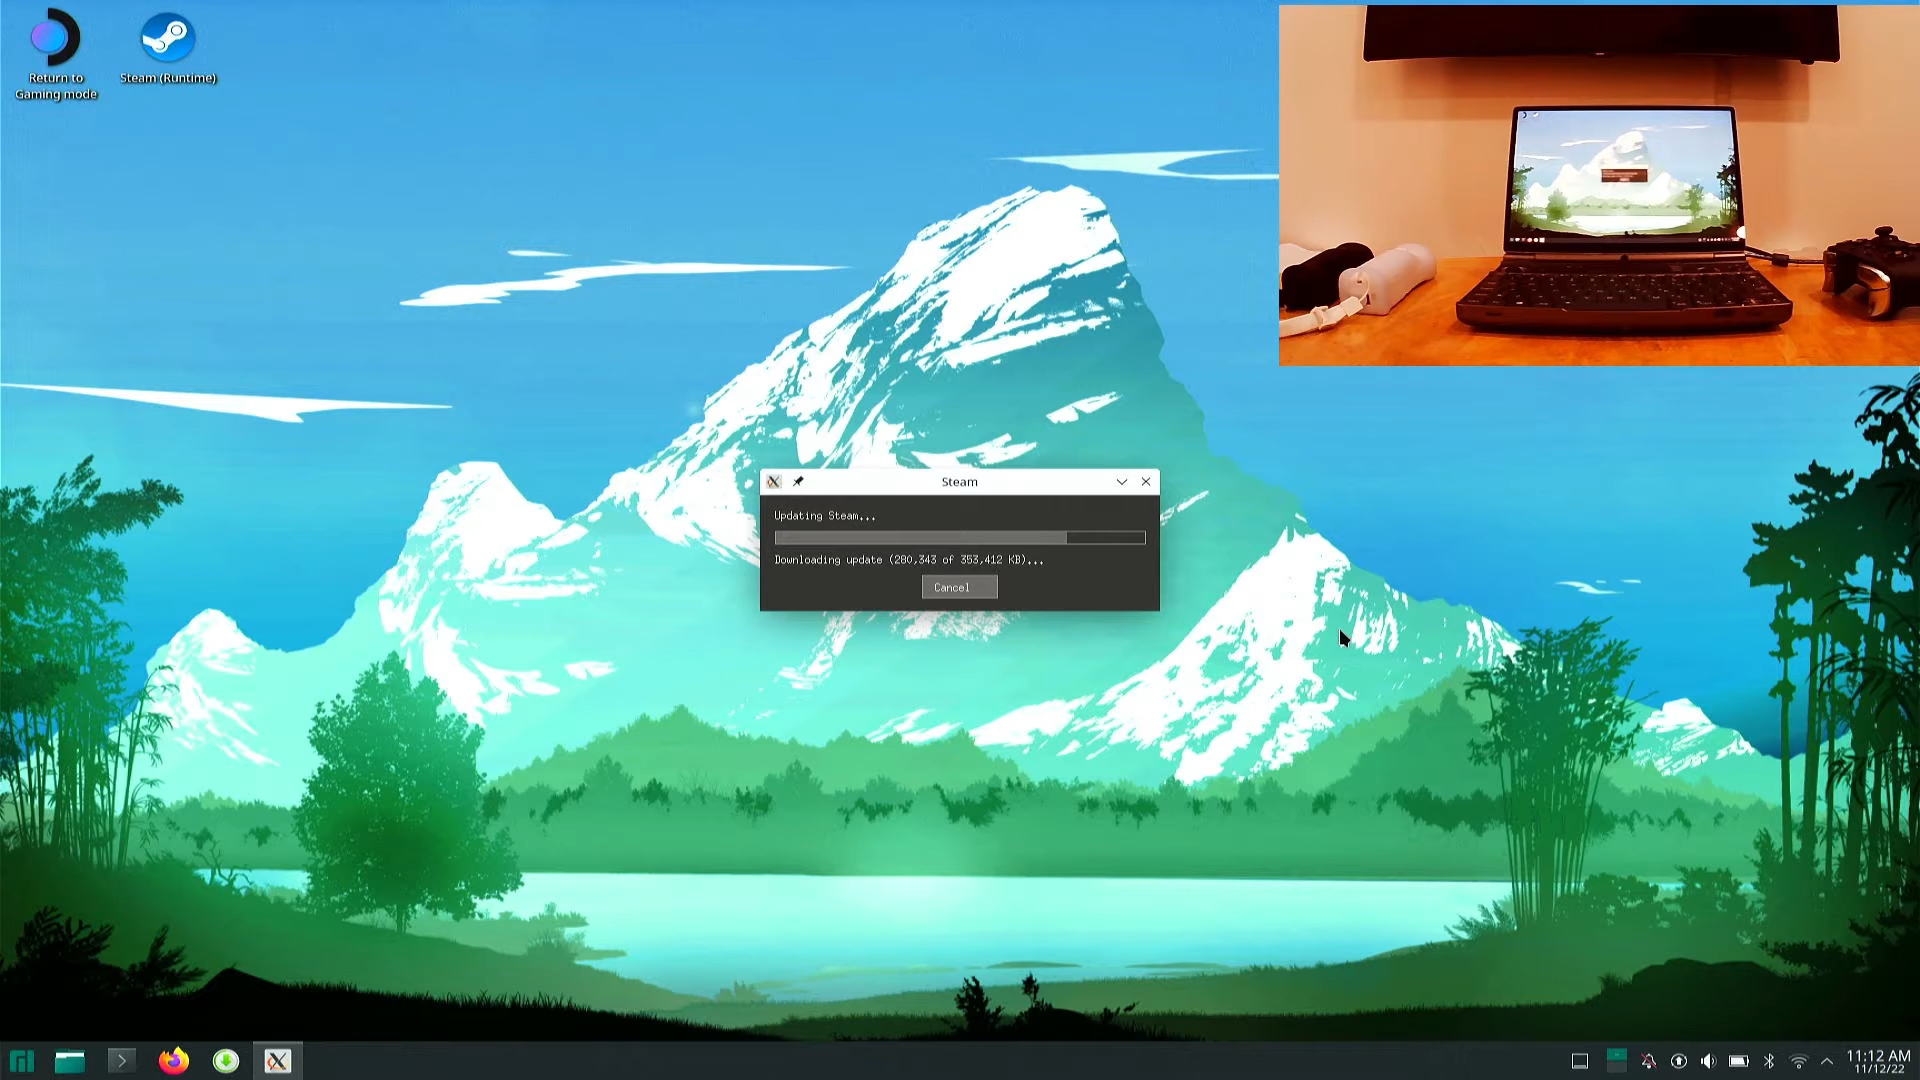 Return to
Gaming mode
Steam (Runtime)
Steam
Updating Steam...
Downloading update (280,343 of 353,412 KB)...
Cancel
11:12 AM
11/12/22